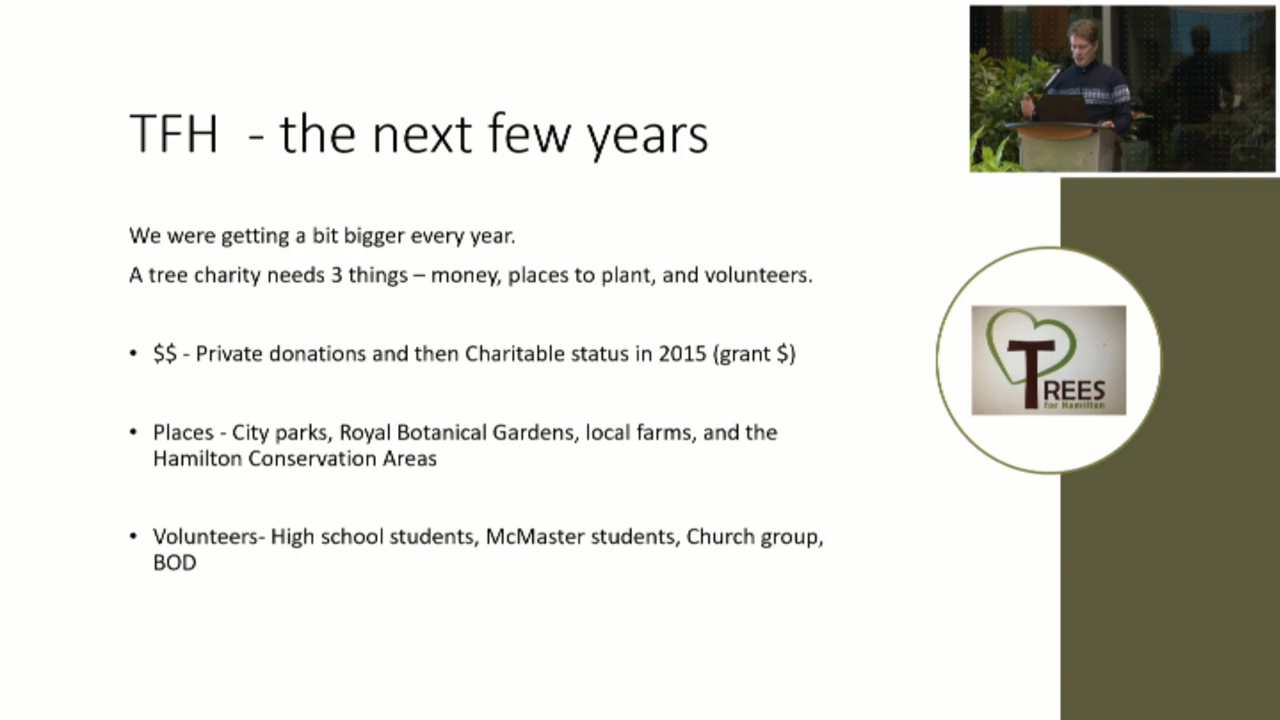 TFH - the next few years
We were getting a bit bigger every year.
A tree charity needs 3 things – money, places to plant, and volunteers.
• $$ - Private donations and then Charitable status in 2015 (grant $)
• Places - City parks, Royal Botanical Gardens, local farms, and the
Hamilton Conservation Areas
• Volunteers- High school students, McMaster students, Church group,
BOD
TREES
for Hamilton